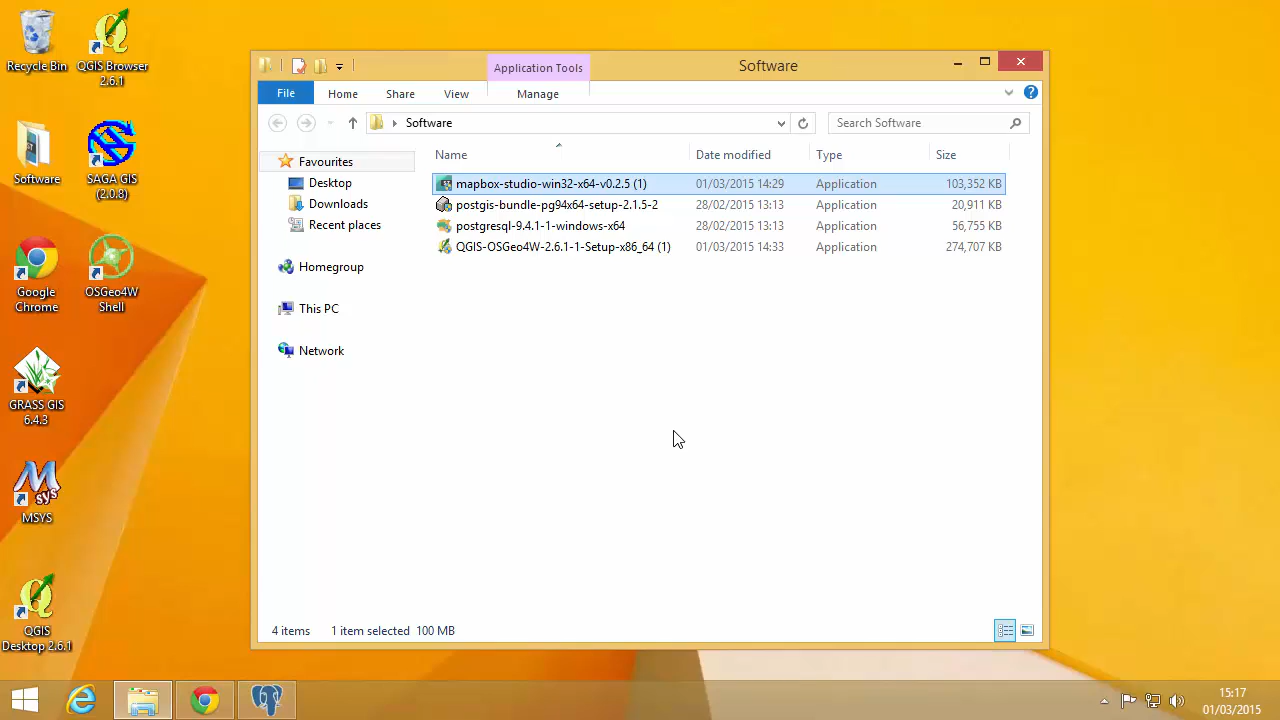 Recycle Bin
QGIS Browser
2.6.1
Software
SAGA GIS
(2.0.8)
Google
Chrome
OSGeo4W
Shell
GRASS GIS
6.4.3
MSYS
QGIS
Desktop 2.6.1
Application Tools
Software
File
Home
Share
View
Manage
Software
Search Software
Favourites
Desktop
Downloads
Recent places
Homegroup
This PC
Network
Name
Date modified
Type
Size
mapbox-studio-win32-x64-v0.2.5 (1) 01/03/2015 14:29 Application 103,352 KB
postgis-bundle-pg94x64-setup-2.1.5-2 28/02/2015 13:13 Application 20,911 KB
postgresql-9.4.1-1-windows-x64 28/02/2015 13:13 Application 56,755 KB
QGIS-OSGeo4W-2.6.1-1-Setup-x86_64 (1) 01/03/2015 14:33 Application 274,707 KB
4 items 1 item selected 100 MB
15:17
01/03/2015